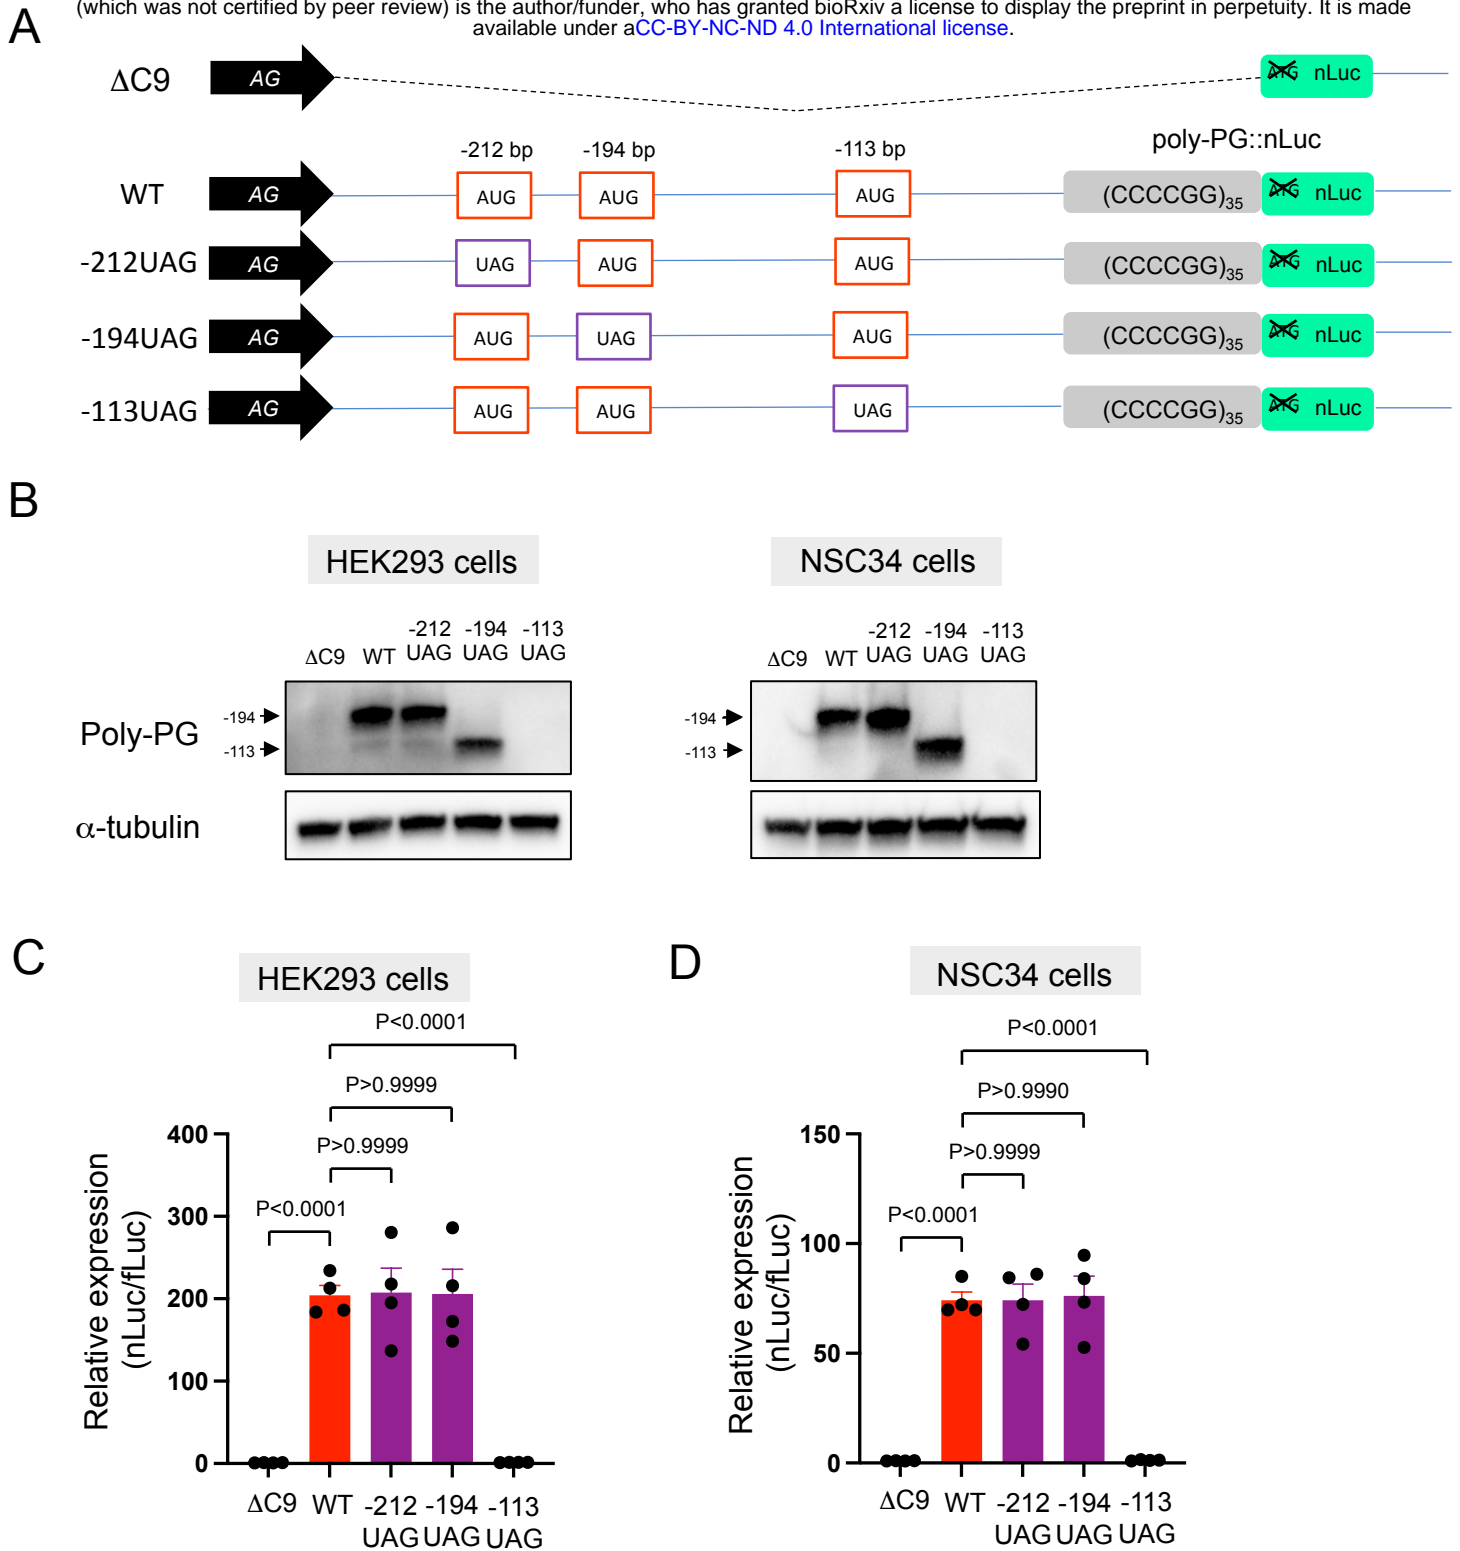 (which was not certified by peer review) is the author/funder, who has granted bioRxiv a license to display the preprint in perpetuity. It is made
available under aCC-BY-NC-ND 4.0 International license.
A
ΔC9 AG ATG nLuc
poly-PG::nLuc
-212 bp -194 bp -113 bp
WT AG AUG AUG AUG (CCCCGG)35 ATG nLuc
-212UAG AG UAG AUG AUG (CCCCGG)35 ATG nLuc
-194UAG AG AUG UAG AUG (CCCCGG)35 ATG nLuc
-113UAG AG AUG AUG UAG (CCCCGG)35 ATG nLuc
B
HEK293 cells
ΔC9 WT -212 UAG -194 UAG -113 UAG
Poly-PG
-194
-113
α-tubulin
NSC34 cells
ΔC9 WT -212 UAG -194 UAG -113 UAG
-194
-113
C
HEK293 cells
P<0.0001
P>0.9999
P>0.9999
P<0.0001
Relative expression
(nLuc/fLuc)
400
300
200
100
0
ΔC9 WT -212 -194 -113
UAG UAG UAG
D
NSC34 cells
P<0.0001
P>0.9990
P>0.9999
P<0.0001
Relative expression
(nLuc/fLuc)
150
100
50
0
ΔC9 WT -212 -194 -113
UAG UAG UAG